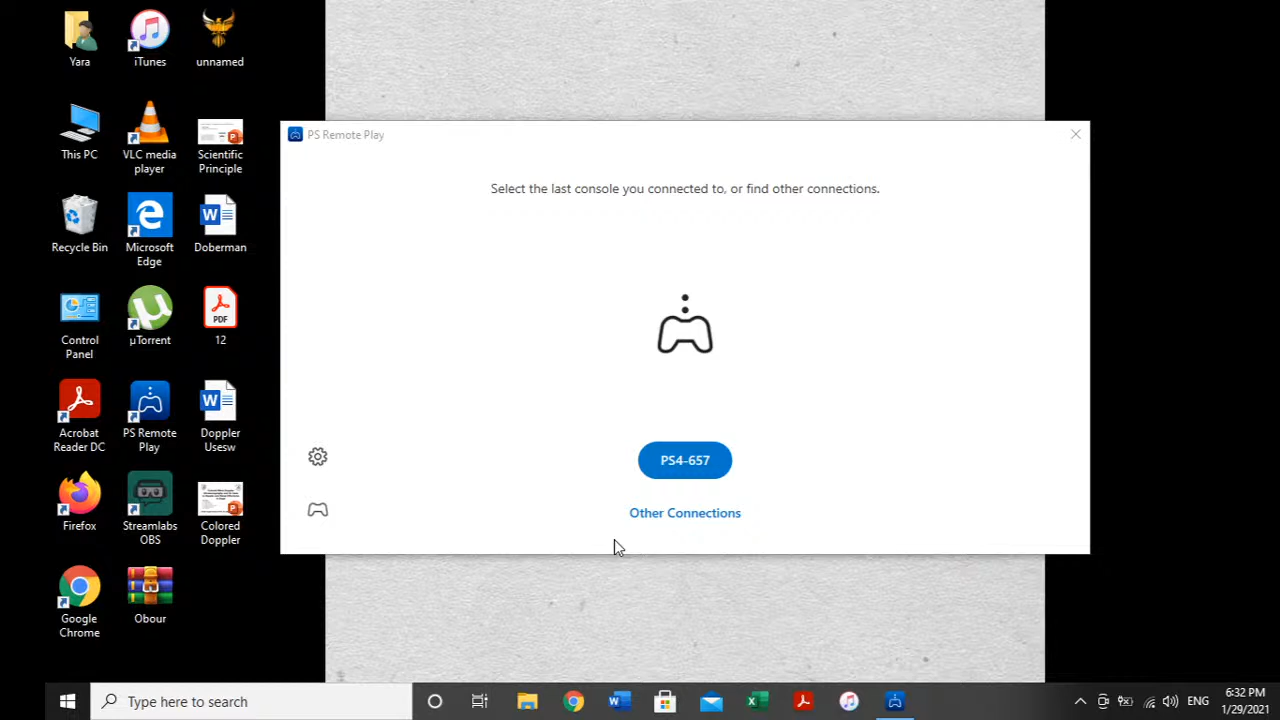 Yara
iTunes
unnamed
This PC
VLC media
player
Scientific
Principle
Recycle Bin
Microsoft
Edge
Doberman
Control
Panel
µTorrent
PDF
12
Acrobat
Reader DC
PS Remote
Play
Doppler
Usesw
Firefox
Streamlabs
OBS
Colored
Doppler
Google
Chrome
Obour
PS Remote Play
Select the last console you connected to, or find other connections.
PS4-657
Other Connections
Type here to search
ENG
6:32 PM
1/29/2021